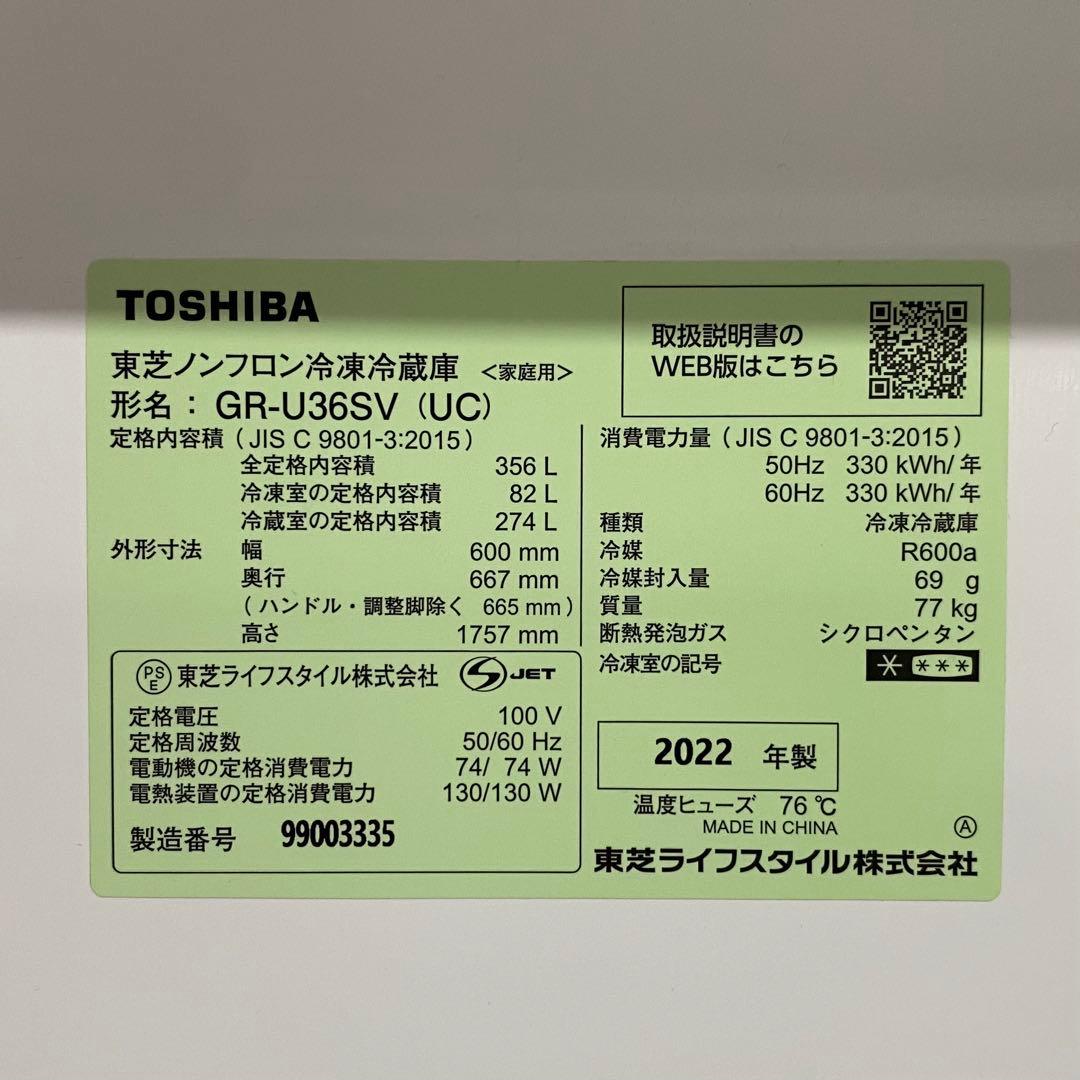 TOSHIBA
東芝ノンフロン冷凍冷蔵庫 <家庭用>
形名： GR-U36SV (UC)
取扱説明書の
WEB版はこちら
定格内容積 ( JIS C 9801-3:2015 )
全定格内容積 356 L
冷凍室の定格内容積 82 L
冷蔵室の定格内容積 274 L
外形寸法 幅 600 mm
奥行 667 mm
( ハンドル・調整脚除く 665 mm )
高さ 1757 mm
消費電力量 ( JIS C 9801-3:2015 )
50Hz 330 kWh/年
60Hz 330 kWh/年
種類 冷凍冷蔵庫
冷媒 R600a
冷媒封入量 69 g
質量 77 kg
断熱発泡ガス シクロペンタン
冷凍室の記号 * ***
PSE 東芝ライフスタイル株式会社 S JET
定格電圧 100 V
定格周波数 50/60 Hz
電動機の定格消費電力 74/ 74 W
電熱装置の定格消費電力 130/130 W
製造番号 99003335
2022 年製
温度ヒューズ 76 ℃
MADE IN CHINA Ⓐ
東芝ライフスタイル株式会社